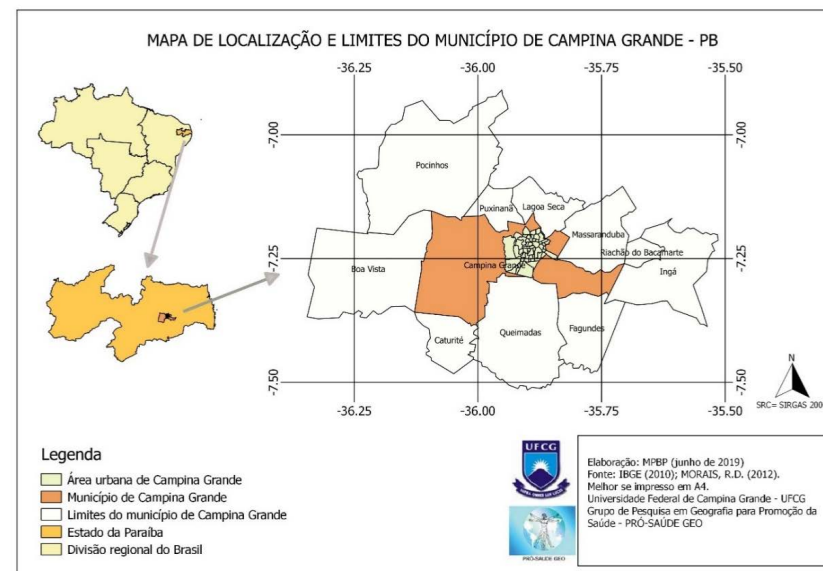 MAPA DE LOCALIZAÇÃO E LIMITES DO MUNICÍPIO DE CAMPINA GRANDE - PB
-36.25 -36.00 -35.75 -35.50
-7.00 -7.00
Pocinhos
Puxinanã Lagoa Seca
Massaranduba
Riachão do Bacamarte
-7.25 Boa Vista Campina Grande Ingá -7.25
Caturité Queimadas Fagundes
-7.50 -7.50
-36.25 -36.00 -35.75 -35.50
N
SRC= SIRGAS 200
Legenda
Área urbana de Campina Grande
Município de Campina Grande
Limites do município de Campina Grande
Estado da Paraíba
Divisão regional do Brasil
UFCG
PRÓ-SAÚDE GEO
Elaboração: MPBP (junho de 2019)
Fonte: IBGE (2010); MORAIS, R.D. (2012).
Melhor se impresso em A4.
Universidade Federal de Campina Grande - UFCG
Grupo de Pesquisa em Geografia para Promoção da
Saúde - PRÓ-SAÚDE GEO